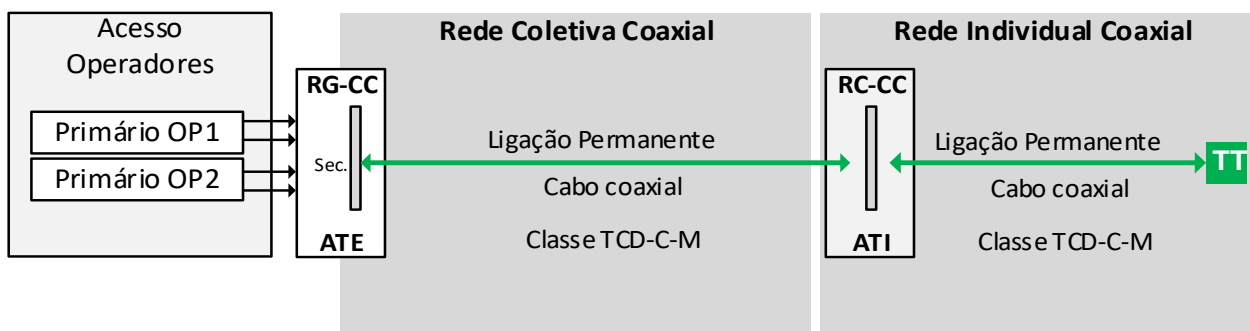 Acesso
Operadores
Primário OP1
Primário OP2
RG-CC
Sec.
ATE
Rede Coletiva Coaxial
Ligação Permanente
Cabo coaxial
Classe TCD-C-M
RC-CC
ATI
Rede Individual Coaxial
Ligação Permanente
Cabo coaxial
Classe TCD-C-M
TT